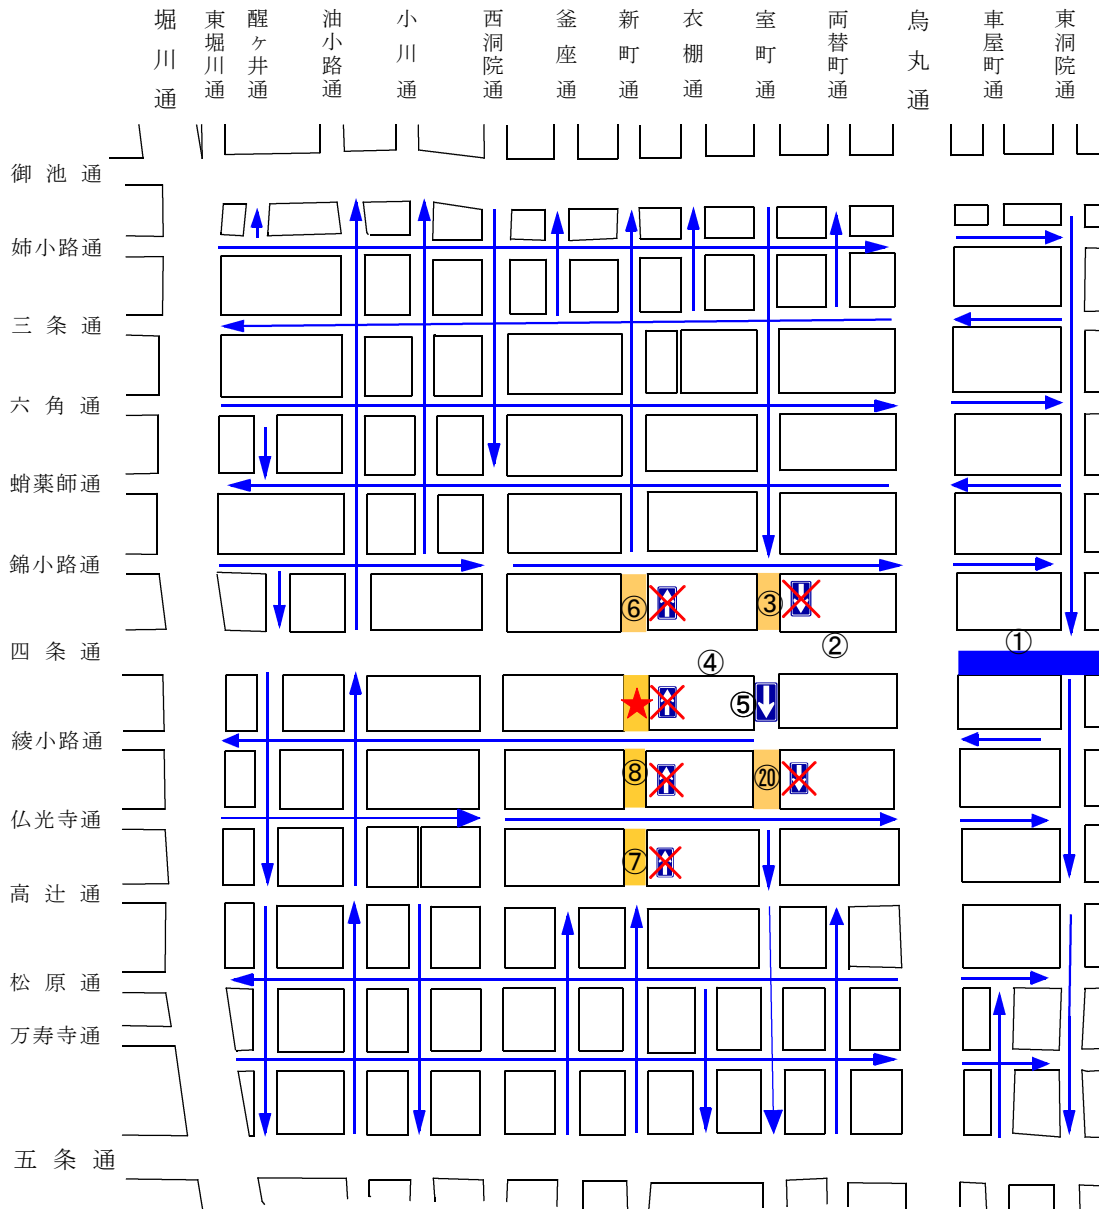 堀川通
東堀川通
醒ヶ井通
油小路通
小川通
西洞院通
釜座通
新町通
衣棚通
室町通
両替町通
烏丸通
車屋町通
東洞院通
御池通
姉小路通
三条通
六角通
蛸薬師通
錦小路通
⑥
③
①
②
四条通
④
⑤
綾小路通
⑧
⑳
仏光寺通
⑦
高辻通
松原通
万寿寺通
五条通